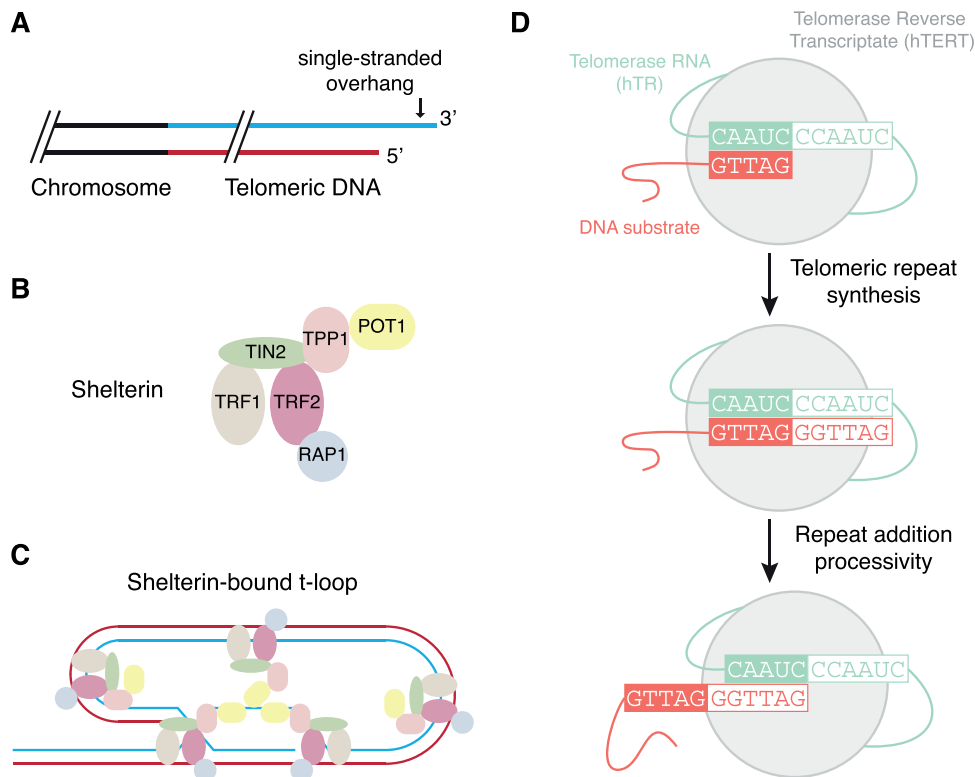 A
single-stranded
overhang
3'
5'
Chromosome
Telomeric DNA
B
Shelterin
TIN2
TPP1
POT1
TRF1
TRF2
RAP1
C
Shelterin-bound t-loop
D
Telomerase Reverse
Transcriptate (hTERT)
Telomerase RNA
(hTR)
CAAUC CCAAUC
GTTAG
DNA substrate
Telomeric repeat
synthesis
CAAUC CCAAUC
GTTAG GGTTAG
Repeat addition
processivity
CAAUC CCAAUC
GTTAG GGTTAG